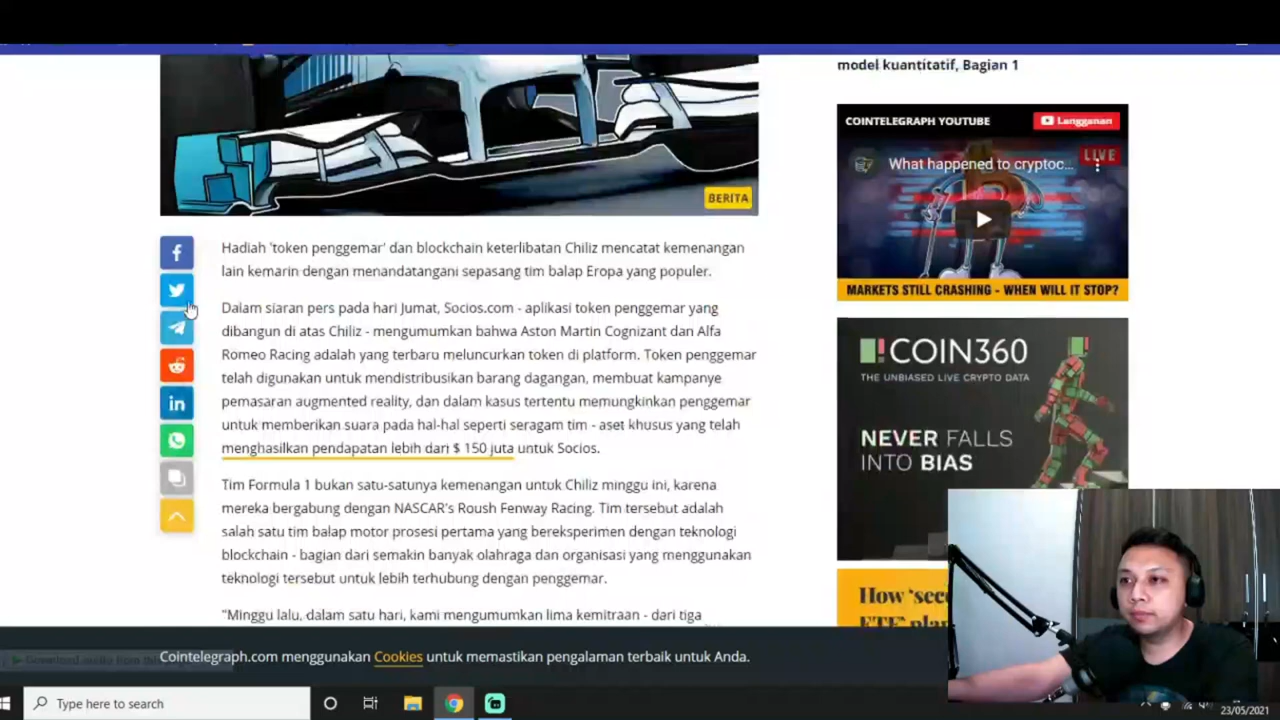 model kuantitatif, Bagian 1
COINTELEGRAPH YOUTUBE
Langganan
What happened to cryptoc...
LIVE
MARKETS STILL CRASHING - WHEN WILL IT STOP?
BERITA
Hadiah 'token penggemar' dan blockchain keterlibatan Chiliz mencatat kemenangan
lain kemarin dengan menandatangani sepasang tim balap Eropa yang populer.
Dalam siaran pers pada hari Jumat, Socios.com - aplikasi token penggemar yang
dibangun di atas Chiliz - mengumumkan bahwa Aston Martin Cognizant dan Alfa
Romeo Racing adalah yang terbaru meluncurkan token di platform. Token penggemar
telah digunakan untuk mendistribusikan barang dagangan, membuat kampanye
pemasaran augmented reality, dan dalam kasus tertentu memungkinkan penggemar
untuk memberikan suara pada hal-hal seperti seragam tim - aset khusus yang telah
menghasilkan pendapatan lebih dari $ 150 juta untuk Socios.
Tim Formula 1 bukan satu-satunya kemenangan untuk Chiliz minggu ini, karena
mereka bergabung dengan NASCAR's Roush Fenway Racing. Tim tersebut adalah
salah satu tim balap motor prosesi pertama yang bereksperimen dengan teknologi
blockchain - bagian dari semakin banyak olahraga dan organisasi yang menggunakan
teknologi tersebut untuk lebih terhubung dengan penggemar.
"Minggu lalu, dalam satu hari, kami mengumumkan lima kemitraan - dari tiga
COIN360
THE UNBIASED LIVE CRYPTO DATA
NEVER FALLS
INTO BIAS
How
Cointelegraph.com menggunakan Cookies untuk memastikan pengalaman terbaik untuk Anda.
Type here to search
23/05/2021